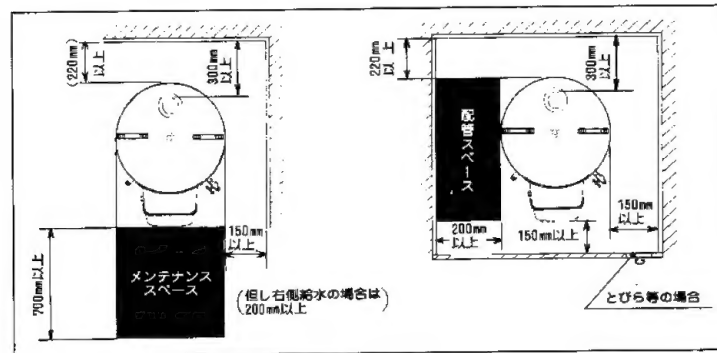 (220mm
以上)
300mm
以上
150mm
以上
700mm以上
メンテナンス
スペース
(但し右側給水の場合は
200mm以上)
220mm
以上
300mm
以上
配管スペース
200mm
以上
150mm以上
150mm
以上
とびら等の場合